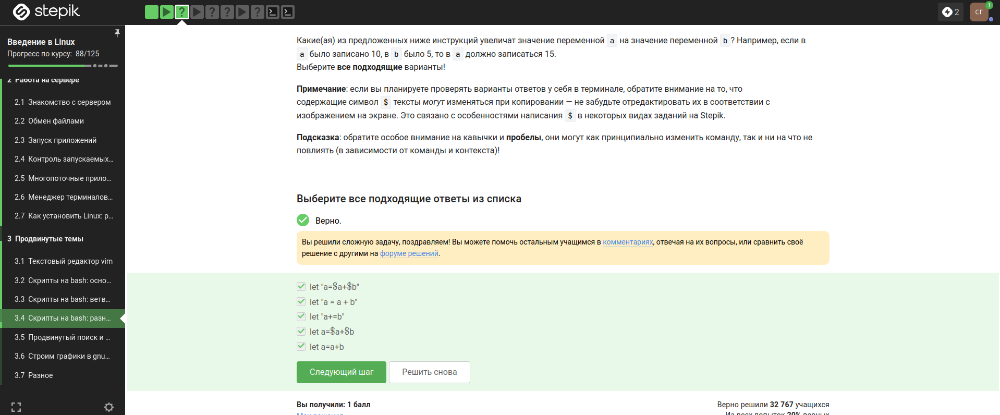 stepik
2
СГ
1
Введение в Linux
Прогресс по курсу: 88/125
2 Работа на сервере
2.1 Знакомство с сервером
2.2 Обмен файлами
2.3 Запуск приложений
2.4 Контроль запускаемых...
2.5 Многопоточные прило...
2.6 Менеджер терминалов...
2.7 Как установить Linux: р...
3 Продвинутые темы
3.1 Текстовый редактор vim
3.2 Скрипты на bash: осно...
3.3 Скрипты на bash: ветв...
3.4 Скрипты на bash: разн...
3.5 Продвинутый поиск и ...
3.6 Строим графики в gnu...
3.7 Разное
Какие(ая) из предложенных ниже инструкций увеличат значение переменной a на значение переменной b? Например, если в
a было записано 10, в b было 5, то в a должно записаться 15.
Выберите все подходящие варианты!
Примечание: если вы планируете проверять варианты ответов у себя в терминале, обратите внимание на то, что
содержащие символ $ тексты могут изменяться при копировании — не забудьте отредактировать их в соответствии с
изображением на экране. Это связано с особенностями написания $ в некоторых видах заданий на Stepik.
Подсказка: обратите особое внимание на кавычки и пробелы, они могут как принципиально изменить команду, так и ни на что не
повлиять (в зависимости от команды и контекста)!
Выберите все подходящие ответы из списка
Верно.
Вы решили сложную задачу, поздравляем! Вы можете помочь остальным учащимся в комментариях, отвечая на их вопросы, или сравнить своё
решение с другими на форуме решений.
let "a=$a+$b"
let "a = a + b"
let "a+=b"
let a=$a+$b
let a=a+b
Следующий шаг
Решить снова
Вы получили: 1 балл
Верно решили 32 767 учащихся
Мои решения
Из всех попыток 20% верных